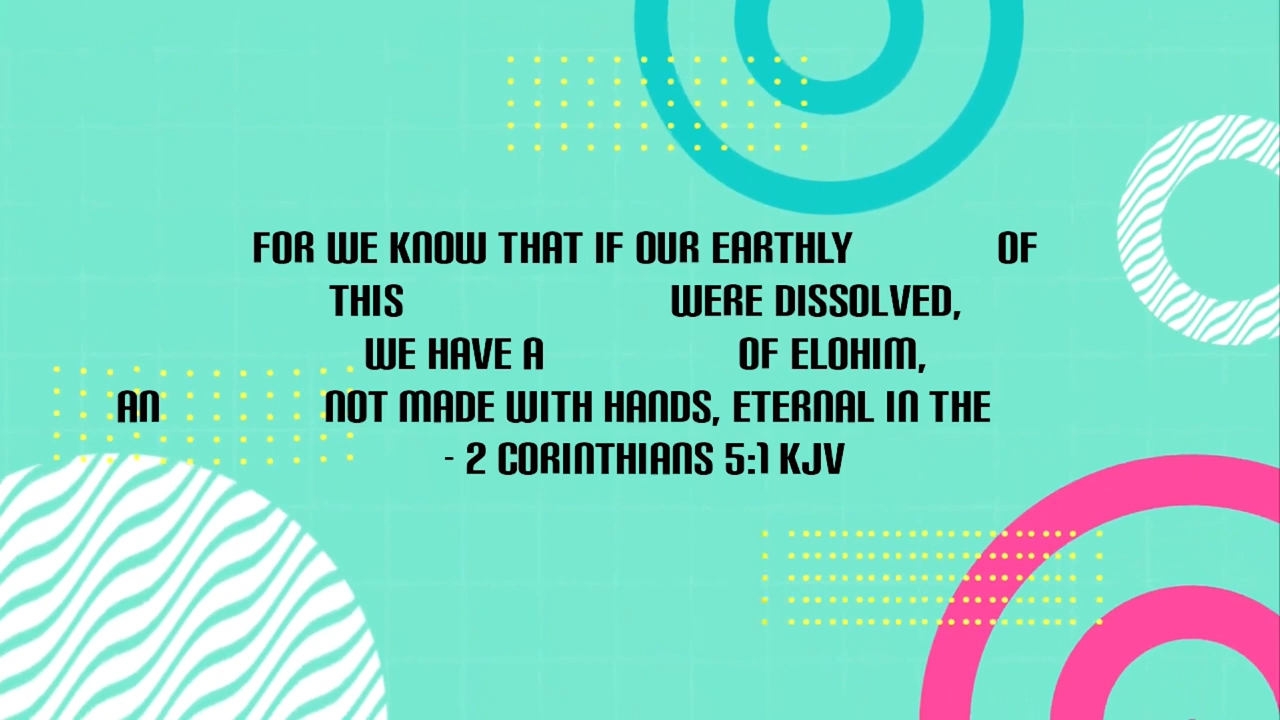 FOR WE KNOW THAT IF OUR EARTHLY OF
THIS WERE DISSOLVED,
WE HAVE A OF ELOHIM,
AN NOT MADE WITH HANDS, ETERNAL IN THE
- 2 CORINTHIANS 5:1 KJV